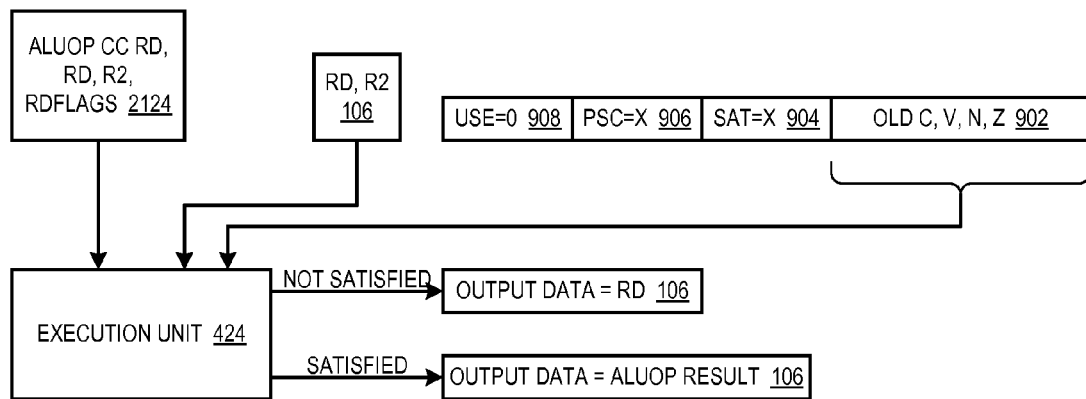 ALUOP CC RD,
RD, R2,
RDFLAGS 2124
RD, R2
106
USE=0 908
PSC=X 906
SAT=X 904
OLD C, V, N, Z 902
EXECUTION UNIT 424
NOT SATISFIED
OUTPUT DATA = RD 106
SATISFIED
OUTPUT DATA = ALUOP RESULT 106